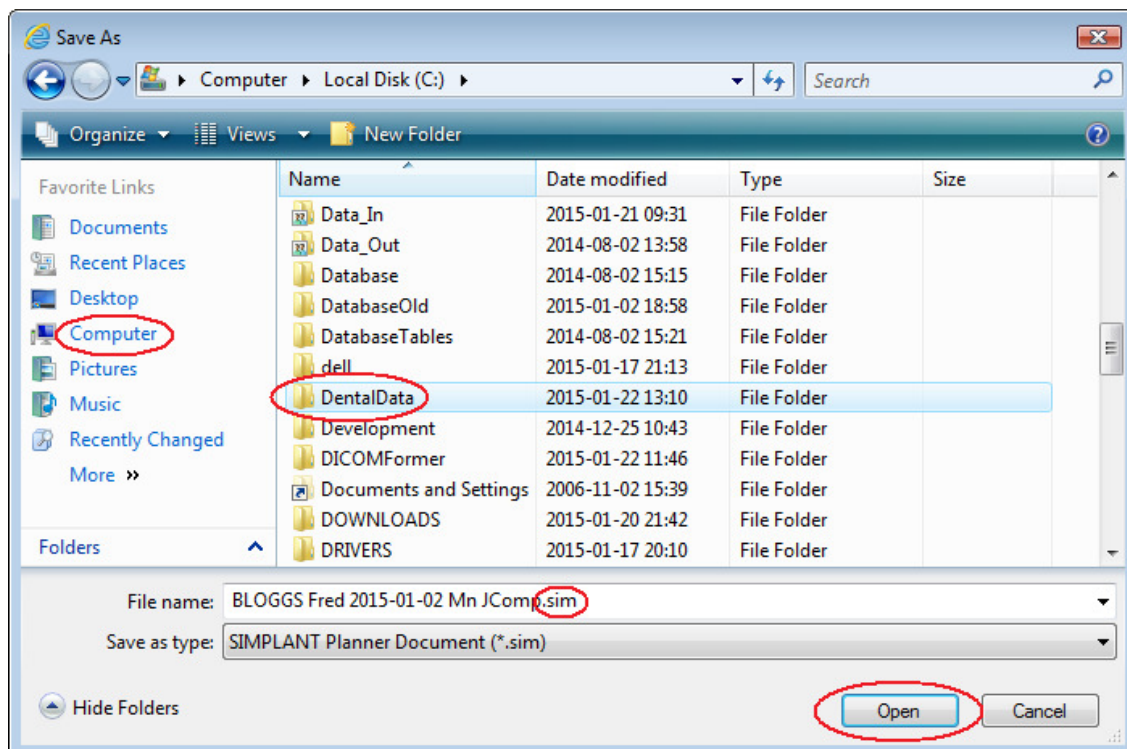 Save As
Computer Local Disk (C:)
Search
Organize Views New Folder
Favorite Links
Documents
Recent Places
Desktop
Computer
Pictures
Music
Recently Changed
More »
Folders
Name Date modified Type Size
Data_In 2015-01-21 09:31 File Folder
Data_Out 2014-08-02 13:58 File Folder
Database 2014-08-02 15:15 File Folder
DatabaseOld 2015-01-02 18:58 File Folder
DatabaseTables 2014-08-02 15:21 File Folder
dell 2015-01-17 21:13 File Folder
DentalData 2015-01-22 13:10 File Folder
Development 2014-12-25 10:43 File Folder
DICOMFormer 2015-01-22 11:46 File Folder
Documents and Settings 2006-11-02 15:39 File Folder
DOWNLOADS 2015-01-20 21:42 File Folder
DRIVERS 2015-01-17 20:10 File Folder
File name: BLOGGS Fred 2015-01-02 Mn JComp.sim
Save as type: SIMPLANT Planner Document (*.sim)
Hide Folders Open Cancel